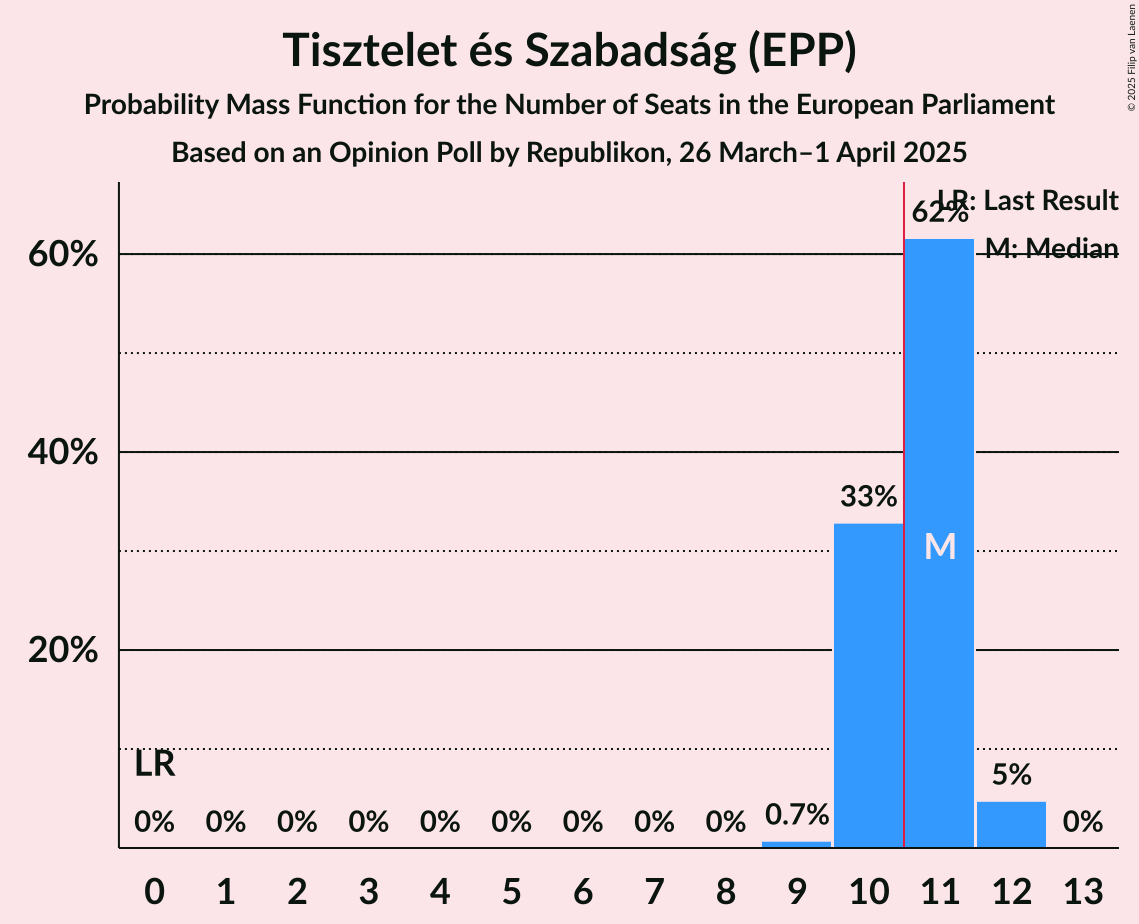 Tisztelet és Szabadság (EPP)
Probability Mass Function for the Number of Seats in the European Parliament
Based on an Opinion Poll by Republikon, 26 March–1 April 2025
© 2025 Filip van Laenen
LR: Last Result
M: Median
60%
40%
20%
62%
33%
M
LR
5%
0% 0% 0% 0% 0% 0% 0% 0% 0% 0.7% 0%
0 1 2 3 4 5 6 7 8 9 10 11 12 13